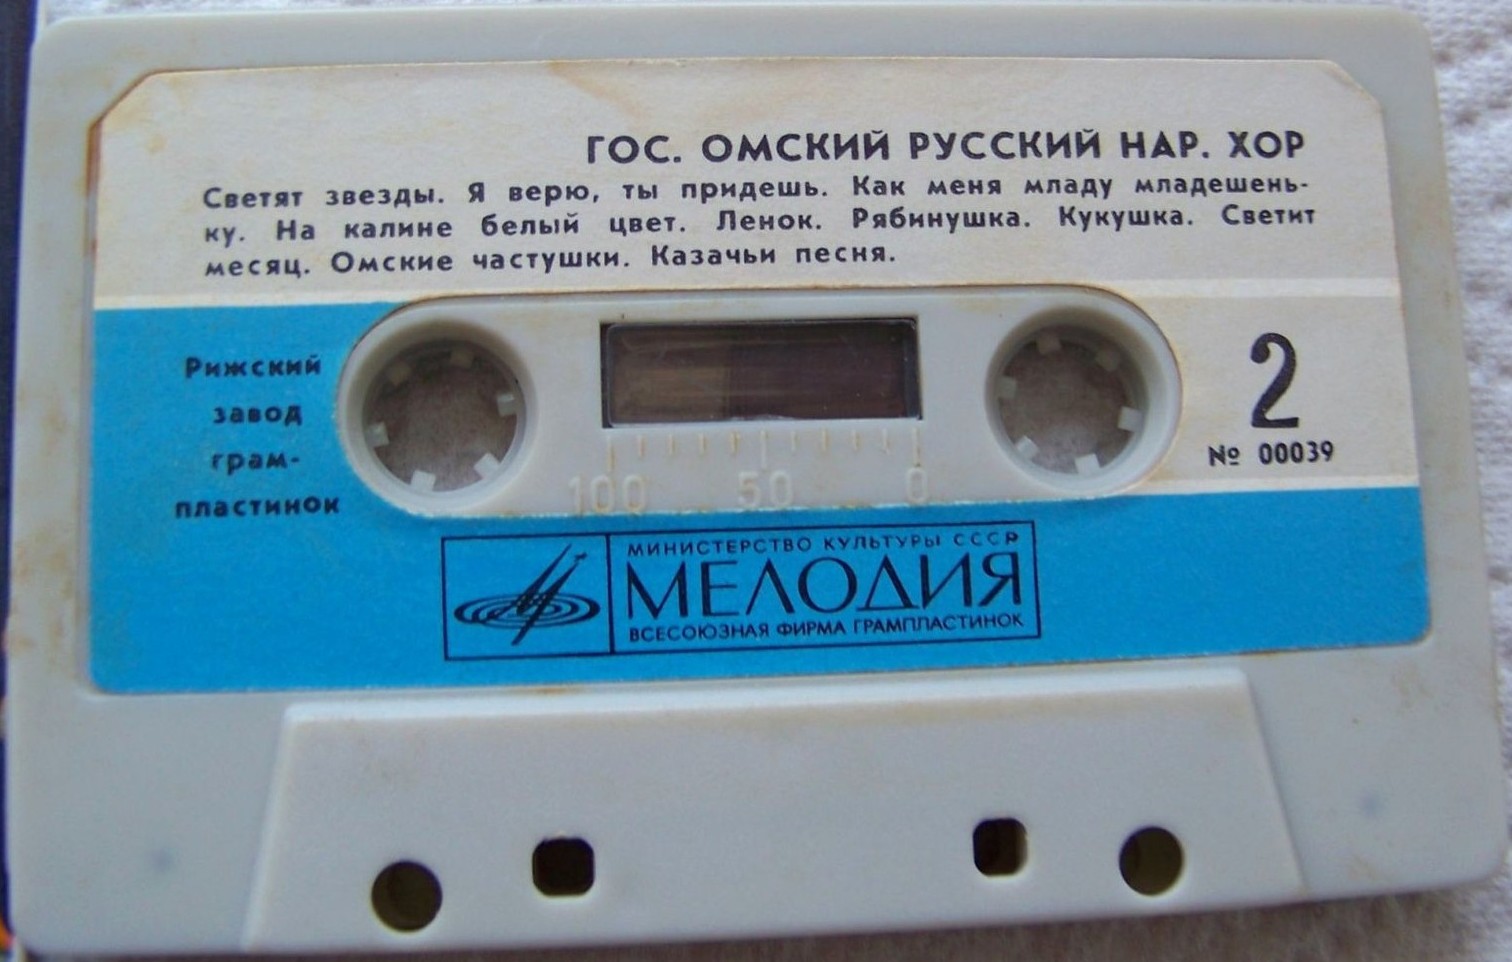 ГОС. ОМСКИЙ РУССКИЙ НАР. ХОР
Светят звезды. Я верю, ты придешь. Как меня младу младешень-
ку. На калине белый цвет. Ленок. Рябинушка. Кукушка. Светит
месяц. Омские частушки. Казачьи песня.
Рижский
завод
грам-
пластинок
2
№ 00039
100 50 0
МИНИСТЕРСТВО КУЛЬТУРЫ СССР
МЕЛОДИЯ
ВСЕСОЮЗНАЯ ФИРМА ГРАМПЛАСТИНОК